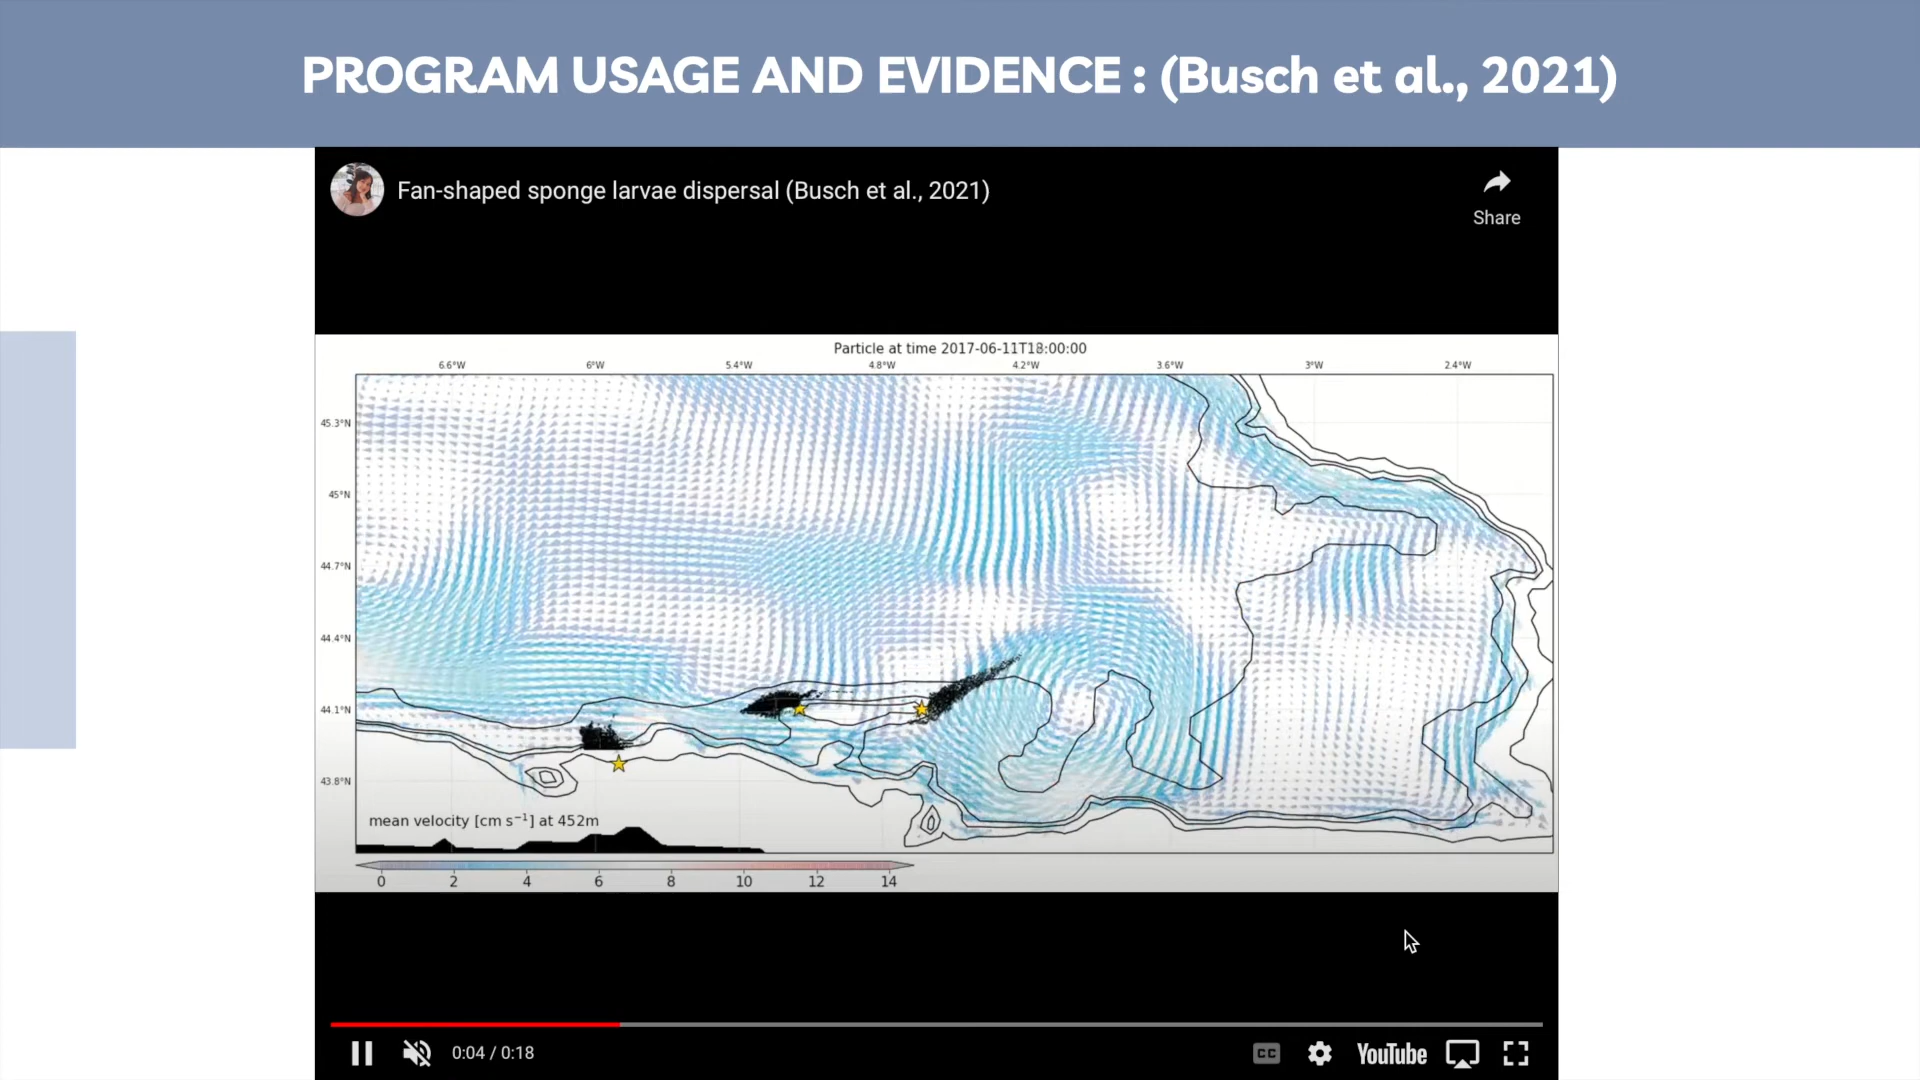 PROGRAM USAGE AND EVIDENCE : (Busch et al., 2021)
Fan-shaped sponge larvae dispersal (Busch et al., 2021)
Share
Particle at time 2017-06-11T18:00:00
6.6°W 6°W 5.4°W 4.8°W 4.2°W 3.6°W 3°W 2.4°W
45.3°N
45°N
44.7°N
44.4°N
44.1°N
43.8°N
mean velocity [cm s⁻¹] at 452m
0 2 4 6 8 10 12 14
0:04 / 0:18
CC
YouTube